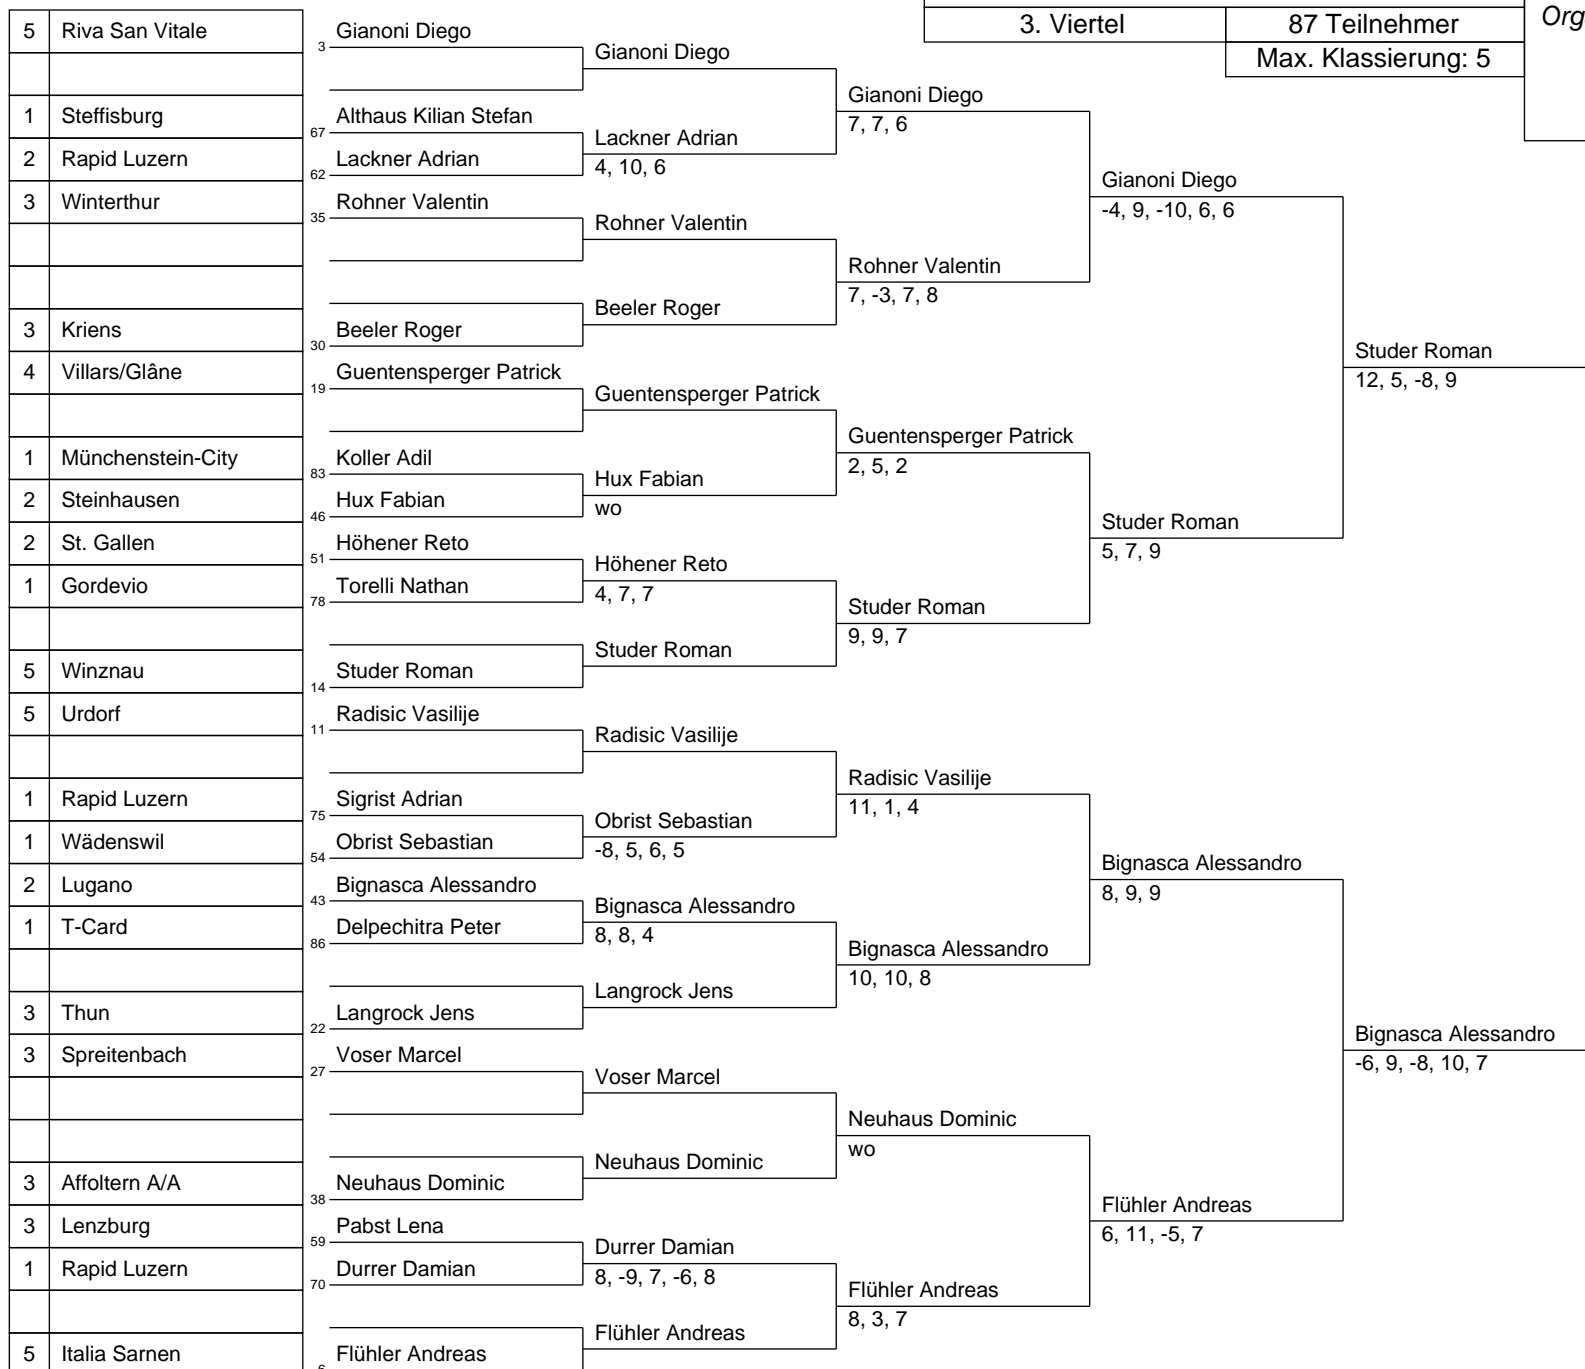 3. Viertel 87 Teilnehmer Org
Max. Klassierung: 5
5 Riva San Vitale 3 Gianoni Diego
Gianoni Diego
Gianoni Diego
7, 7, 6
1 Steffisburg 67 Althaus Kilian Stefan
Lackner Adrian
4, 10, 6
2 Rapid Luzern 62 Lackner Adrian
Gianoni Diego
-4, 9, -10, 6, 6
3 Winterthur 35 Rohner Valentin
Rohner Valentin
Rohner Valentin
7, -3, 7, 8
Beeler Roger
3 Kriens 30 Beeler Roger
Studer Roman
12, 5, -8, 9
4 Villars/Glâne 19 Guentensperger Patrick
Guentensperger Patrick
Guentensperger Patrick
2, 5, 2
1 Münchenstein-City 83 Koller Adil
Hux Fabian
wo
2 Steinhausen 46 Hux Fabian
Studer Roman
5, 7, 9
2 St. Gallen 51 Höhener Reto
Höhener Reto
4, 7, 7
1 Gordevio 78 Torelli Nathan
Studer Roman
9, 9, 7
Studer Roman
5 Winznau 14 Studer Roman
5 Urdorf 11 Radisic Vasilije
Radisic Vasilije
Radisic Vasilije
11, 1, 4
1 Rapid Luzern 75 Sigrist Adrian
Obrist Sebastian
-8, 5, 6, 5
1 Wädenswil 54 Obrist Sebastian
Bignasca Alessandro
8, 9, 9
2 Lugano 43 Bignasca Alessandro
Bignasca Alessandro
8, 8, 4
1 T-Card 86 Delpechitra Peter
Bignasca Alessandro
10, 10, 8
Langrock Jens
3 Thun 22 Langrock Jens
Bignasca Alessandro
-6, 9, -8, 10, 7
3 Spreitenbach 27 Voser Marcel
Voser Marcel
Neuhaus Dominic
wo
Neuhaus Dominic
3 Affoltern A/A 38 Neuhaus Dominic
Flühler Andreas
6, 11, -5, 7
3 Lenzburg 59 Pabst Lena
Durrer Damian
8, -9, 7, -6, 8
1 Rapid Luzern 70 Durrer Damian
Flühler Andreas
8, 3, 7
Flühler Andreas
5 Italia Sarnen 6 Flühler Andreas